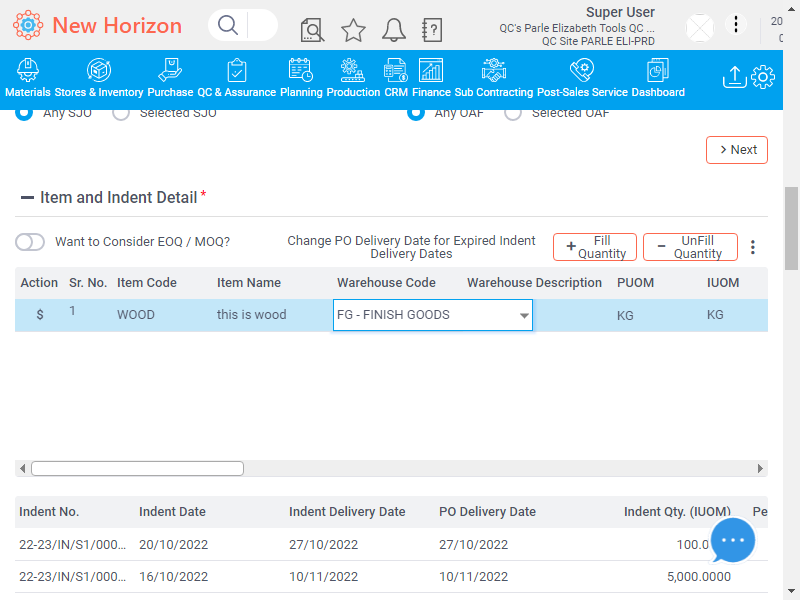 New Horizon
Super User
QC's Parle Elizabeth Tools QC ...
QC Site PARLE ELI-PRD
20
Materials Stores & Inventory Purchase QC & Assurance Planning Production CRM Finance Sub Contracting Post-Sales Service Dashboard
Any SJO Selected SJO Any UAF Selected UAF
> Next
Item and Indent Detail *
Want to Consider EOQ / MOQ?
Change PO Delivery Date for Expired Indent
Delivery Dates
+ Fill
Quantity
− UnFill
Quantity
Action Sr. No. Item Code Item Name Warehouse Code Warehouse Description PUOM IUOM
$ 1 WOOD this is wood FG - FINISH GOODS KG KG
Indent No. Indent Date Indent Delivery Date PO Delivery Date Indent Qty. (IUOM) Pe
22-23/IN/S1/000... 20/10/2022 27/10/2022 27/10/2022 100.0
22-23/IN/S1/000... 16/10/2022 10/11/2022 10/11/2022 5,000.0000